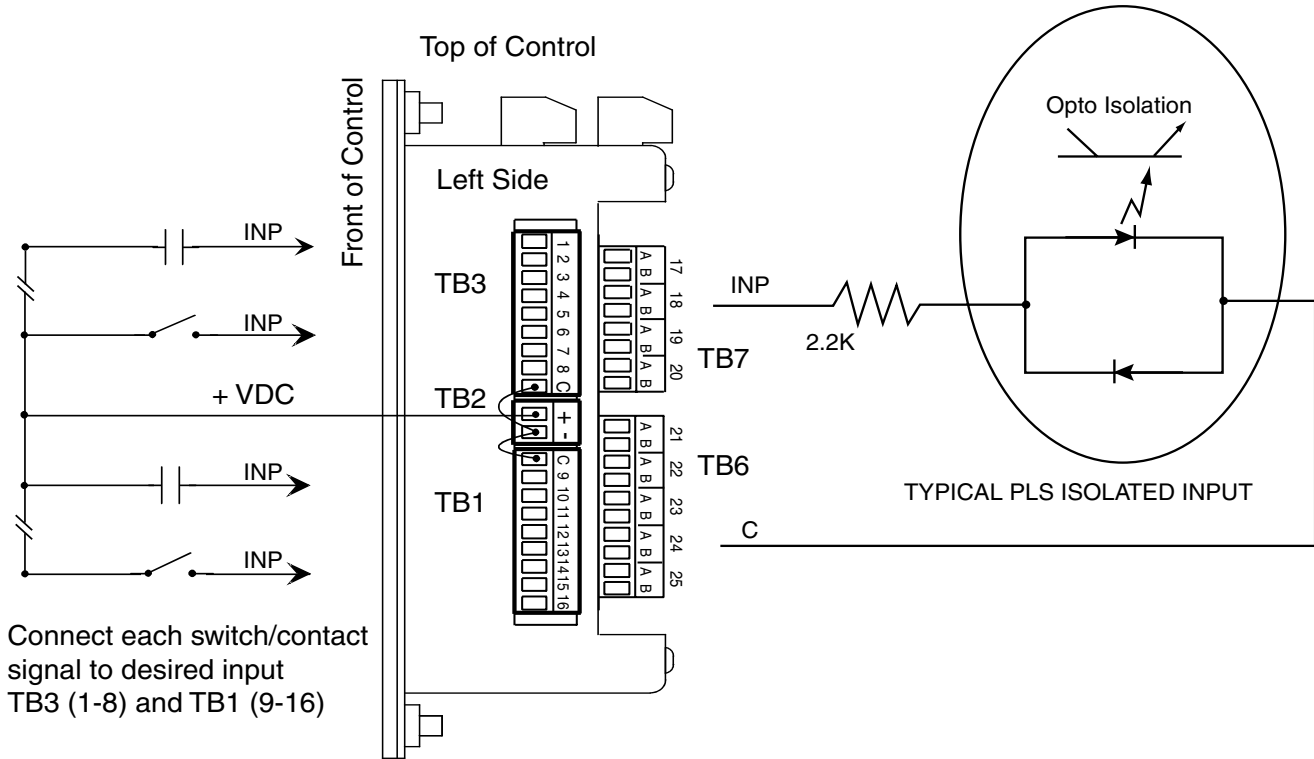 Top of Control
Front of Control
Left Side
INP
INP
+ VDC
INP
INP
Connect each switch/contact
signal to desired input
TB3 (1-8) and TB1 (9-16)
TB3
1
2
3
4
5
6
7
8
C
TB2
+
-
TB1
C
9
10
11
12
13
14
15
16
TB7
A B 17
A B 18
A B 19
A B 20
TB6
A B 21
A B 22
A B 23
A B 24
A B 25
Opto Isolation
INP
2.2K
TYPICAL PLS ISOLATED INPUT
C